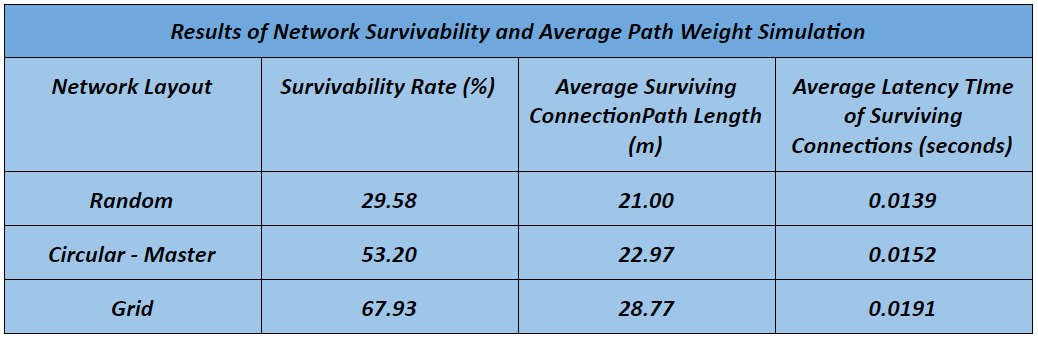 Results of Network Survivability and Average Path Weight Simulation
Network Layout
Survivability Rate (%)
Average Surviving
ConnectionPath Length
(m)
Average Latency TIme
of Surviving
Connections (seconds)
Random
29.58
21.00
0.0139
Circular - Master
53.20
22.97
0.0152
Grid
67.93
28.77
0.0191